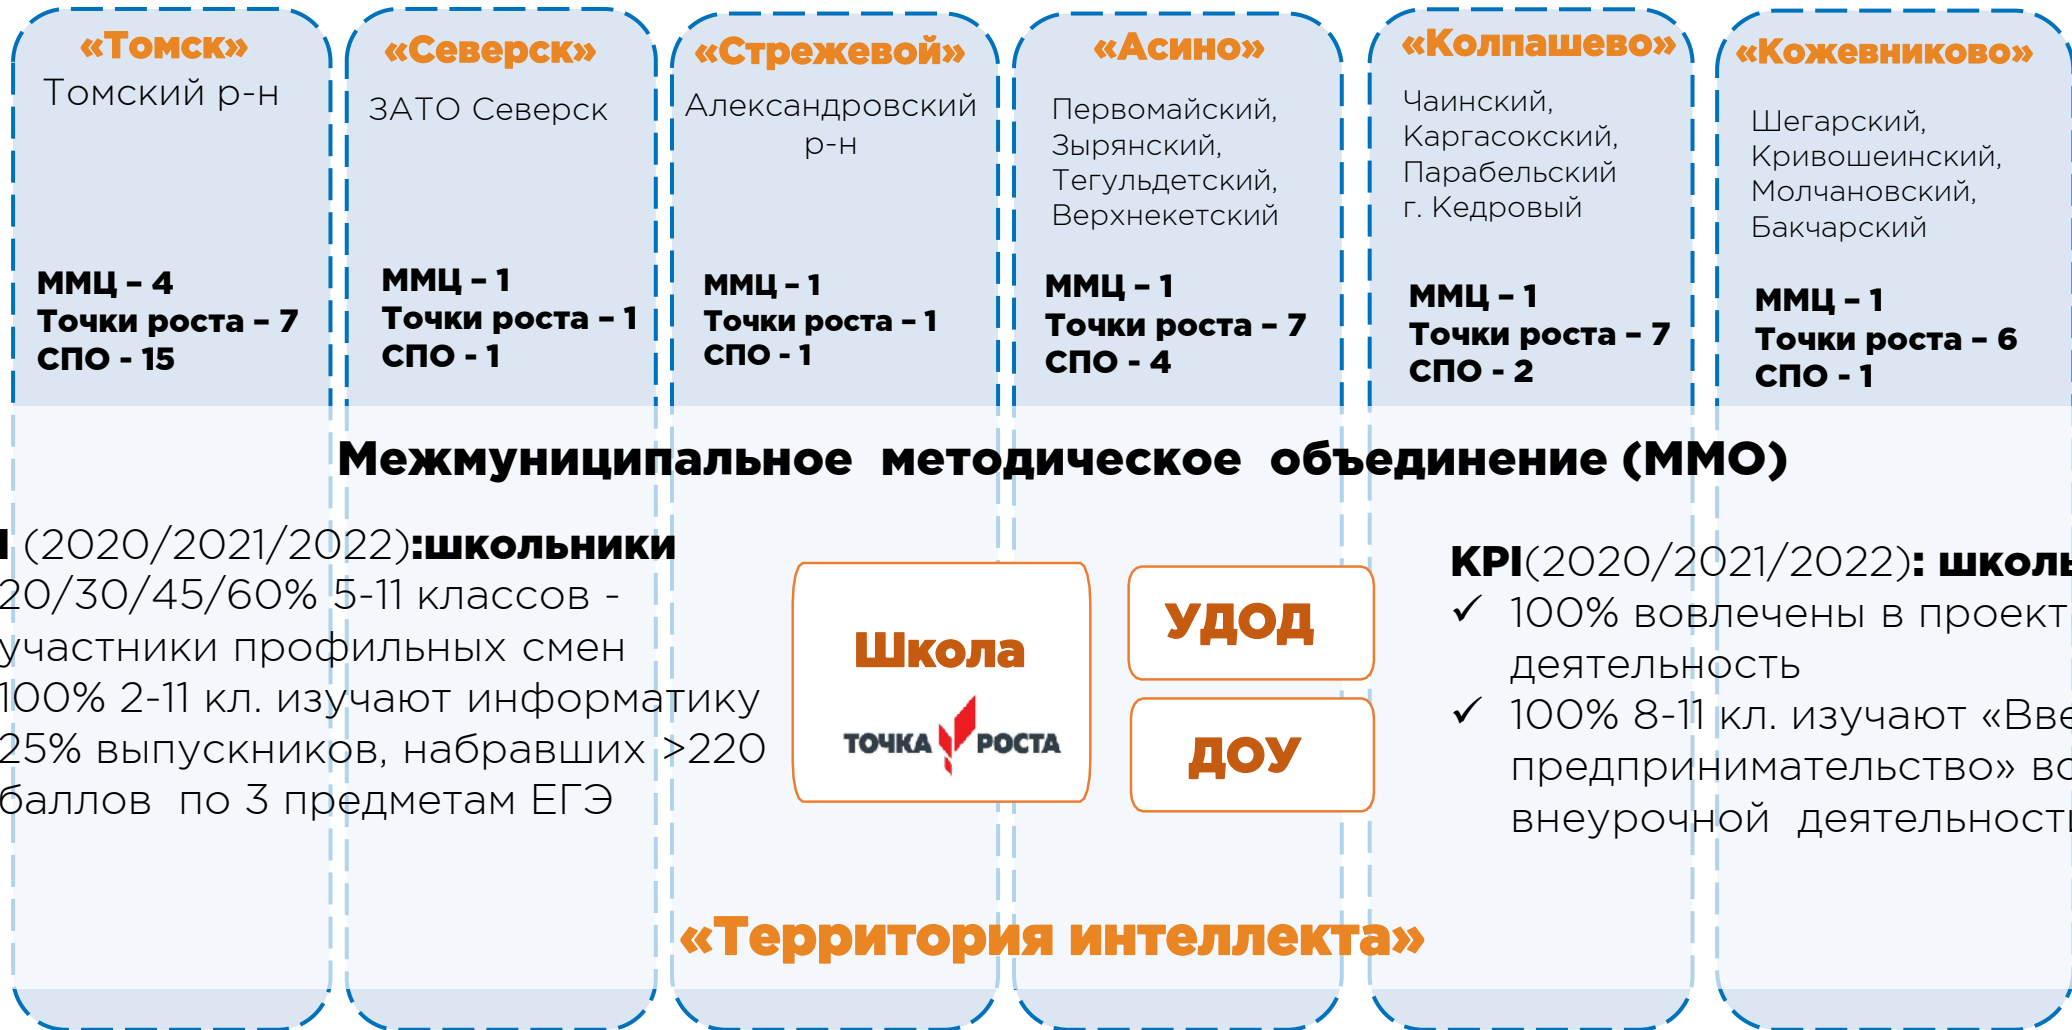 «Томск»
Томский р-н
ММЦ – 4
Точки роста – 7
СПО - 15
«Северск»
ЗАТО Северск
ММЦ – 1
Точки роста – 1
СПО - 1
«Стрежевой»
Александровский
р-н
ММЦ – 1
Точки роста – 1
СПО - 1
«Асино»
Первомайский,
Зырянский,
Тегульдетский,
Верхнекетский
ММЦ – 1
Точки роста – 7
СПО - 4
«Колпашево»
Чаинский,
Каргасокский,
Парабельский
г. Кедровый
ММЦ – 1
Точки роста – 7
СПО - 2
«Кожевниково»
Шегарский,
Кривошеинский,
Молчановский,
Бакчарский
ММЦ – 1
Точки роста – 6
СПО - 1
Межмуниципальное методическое объединение (ММО)
(2020/2021/2022):школьники
20/30/45/60% 5-11 классов -
участники профильных смен
100% 2-11 кл. изучают информатику
25% выпускников, набравших >220
баллов по 3 предметам ЕГЭ
Школа
ТОЧКА РОСТА
УДОД
ДОУ
KPI(2020/2021/2022):
✓ 100% вовлечены в проект
деятельность
✓ 100% 8-11 кл. изучают
предпринимательство»
внеурочной деятельности
«Территория интеллекта»